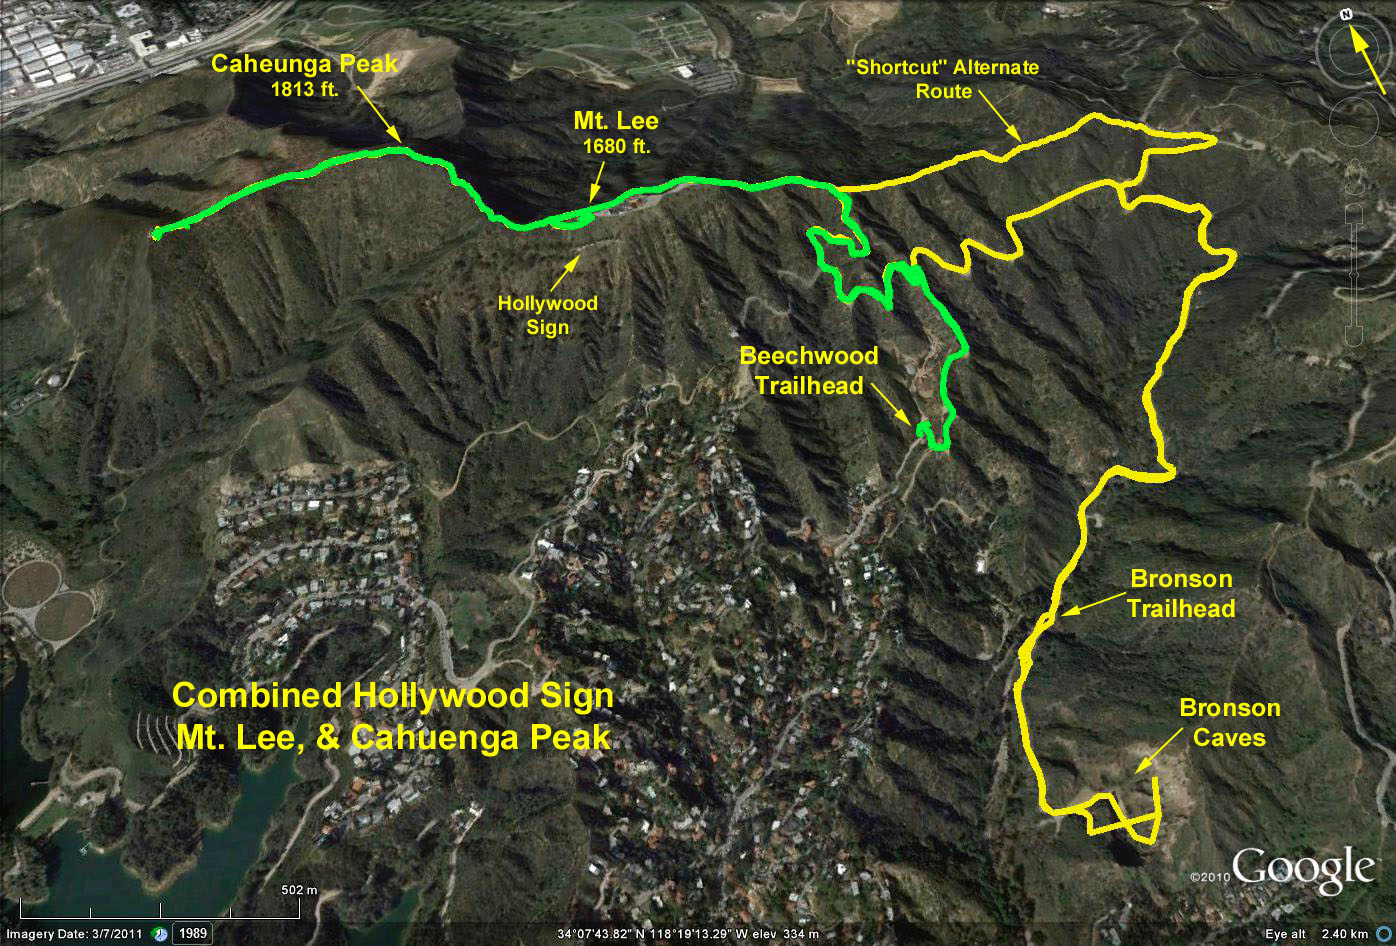 N
Caheunga Peak
1813 ft.
"Shortcut" Alternate
Route
Mt. Lee
1680 ft.
Hollywood
Sign
Beechwood
Trailhead
Bronson
Trailhead
Combined Hollywood Sign
Mt. Lee, & Cahuenga Peak
Bronson
Caves
©2010 Google
502 m
Imagery Date: 3/7/2011 1989 34°07'43.82" N 118°19'13.29" W elev 334 m Eye alt 2.40 km